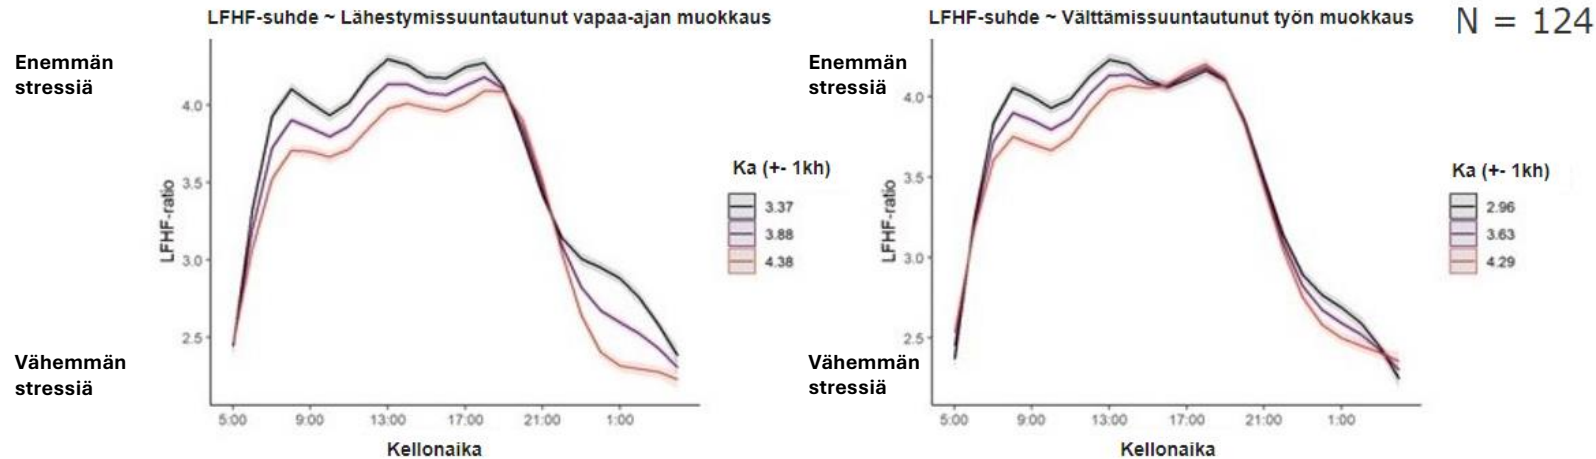 LFHF-suhde ~ Lähestymissuuntautunut vapaa-ajan muokkaus
Enemmän
stressiä
4.0
3.5
3.0
2.5
LFHF-ratio
Vähemmän
stressiä
5:00 9:00 13:00 17:00 21:00 1:00
Kellonaika
Ka (+- 1kh)
3.37
3.88
4.38
LFHF-suhde ~ Välttämissuuntautunut työn muokkaus
N = 124
Enemmän
stressiä
4.0
3.5
3.0
2.5
LFHF-ratio
Vähemmän
stressiä
5:00 9:00 13:00 17:00 21:00 1:00
Kellonaika
Ka (+- 1kh)
2.96
3.63
4.29